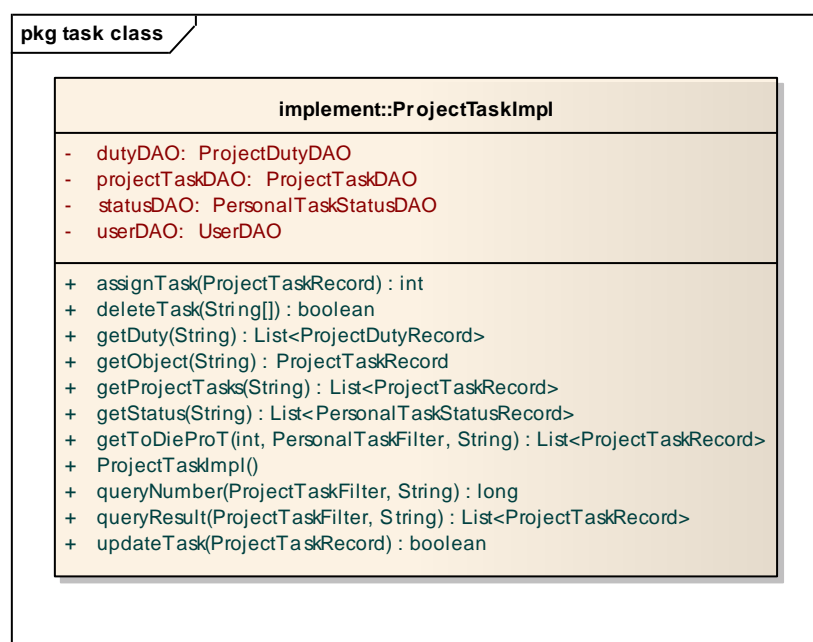 pkg task class
implement::ProjectTaskImpl
- dutyDAO: ProjectDutyDAO
- projectTaskDAO: ProjectTaskDAO
- statusDAO: PersonalTaskStatusDAO
- userDAO: UserDAO
+ assignTask(ProjectTaskRecord) : int
+ deleteTask(String[]) : boolean
+ getDuty(String) : List<ProjectDutyRecord>
+ getObject(String) : ProjectTaskRecord
+ getProjectTasks(String) : List<ProjectTaskRecord>
+ getStatus(String) : List<PersonalTaskStatusRecord>
+ getToDieProT(int, PersonalTaskFilter, String) : List<ProjectTaskRecord>
+ ProjectTaskImpl()
+ queryNumber(ProjectTaskFilter, String) : long
+ queryResult(ProjectTaskFilter, String) : List<ProjectTaskRecord>
+ updateTask(ProjectTaskRecord) : boolean